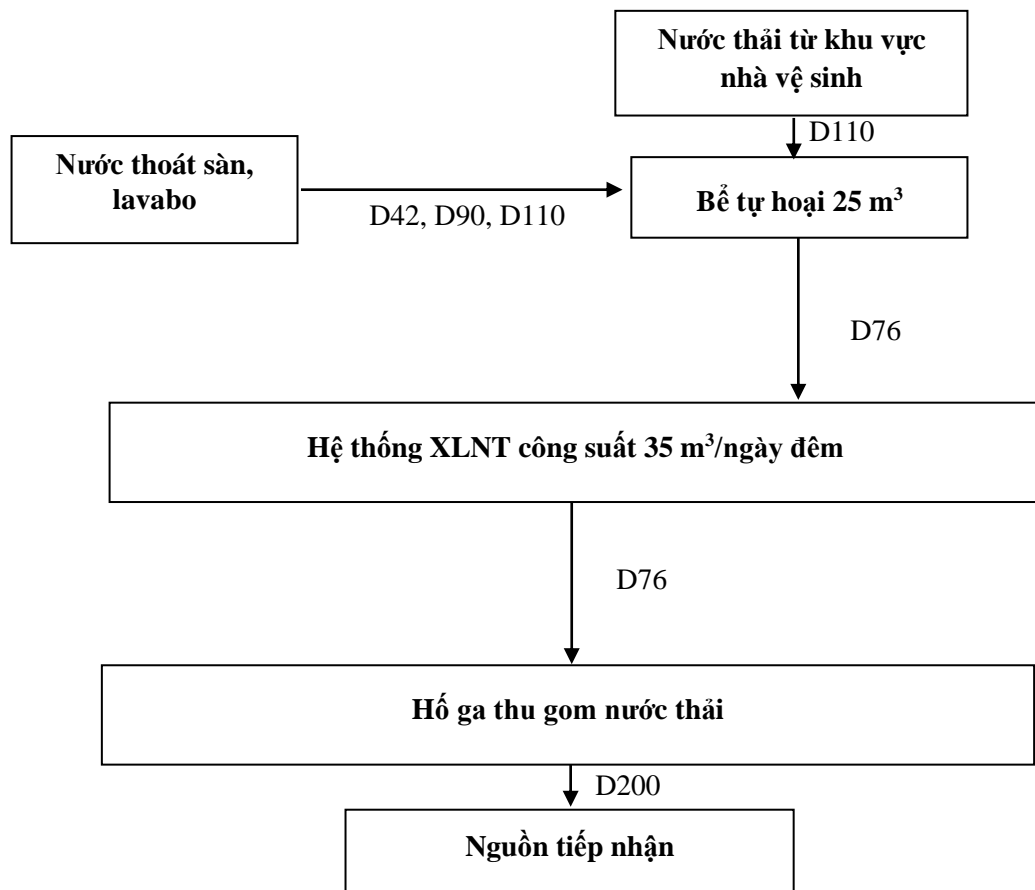 Nước thải từ khu vực
nhà vệ sinh
D110
Nước thoát sàn,
lavabo
D42, D90, D110
Bể tự hoại 25 m³
D76
Hệ thống XLNT công suất 35 m³/ngày đêm
D76
Hố ga thu gom nước thải
D200
Nguồn tiếp nhận